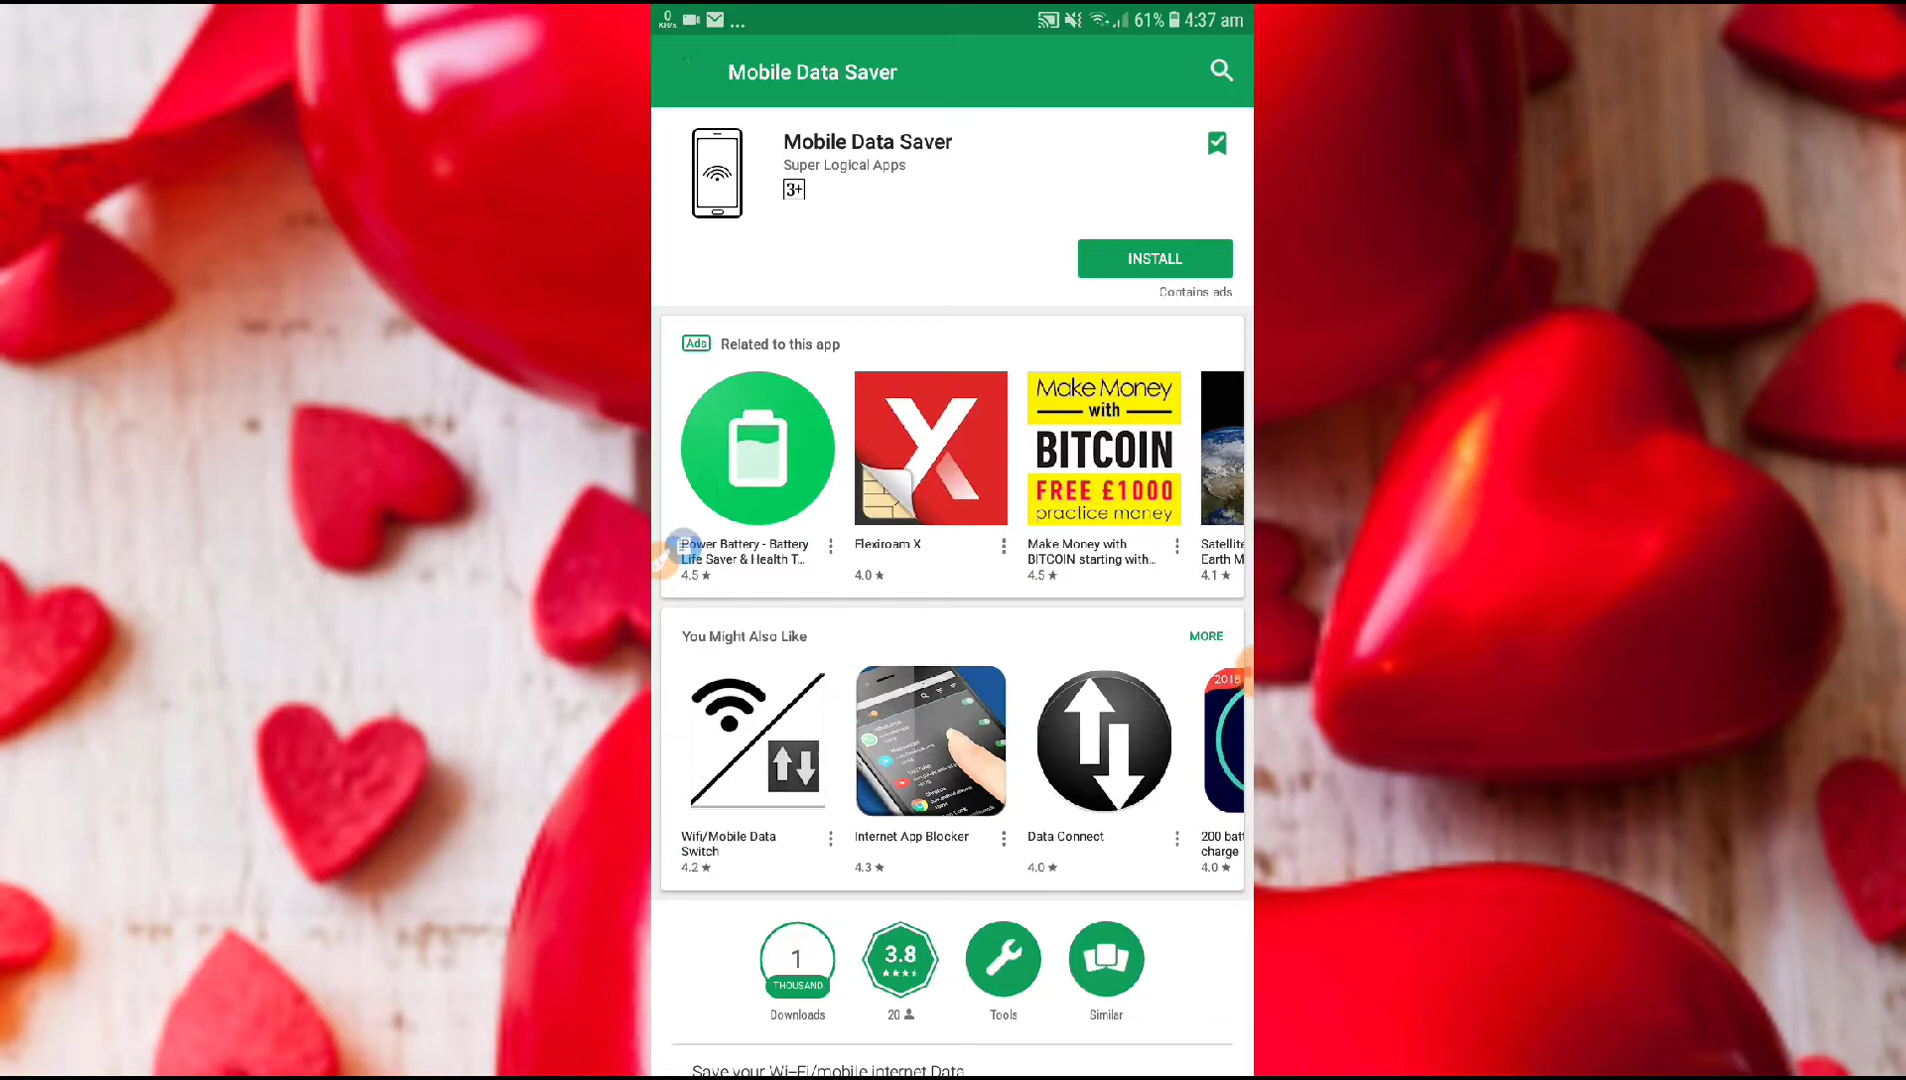 0
KB/s
...
61%
4:37 am
Mobile Data Saver
Mobile Data Saver
Super Logical Apps
3+
INSTALL
Contains ads
Ads Related to this app
Make Money
with
BITCOIN
FREE £1000
practice money
Power Battery - Battery
Life Saver & Health T...
4.5 ★
Flexiroam X
4.0 ★
Make Money with
BITCOIN starting with...
4.5 ★
Satellite
Earth M
4.1 ★
You Might Also Like
MORE
2018
Wifi/Mobile Data
Switch
4.2 ★
Internet App Blocker
4.3 ★
Data Connect
4.0 ★
200 bat
charge
4.0 ★
1
THOUSAND
Downloads
3.8
20
Tools
Similar
Save your Wi-Fi/mobile internet Data